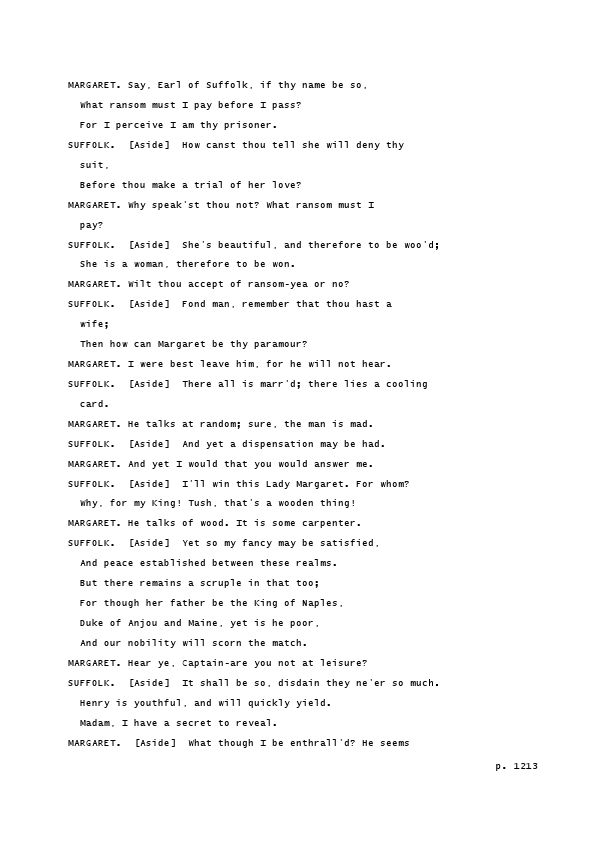 MARGARET. Say, Earl of Suffolk, if thy name be so,
What ransom must I pay before I pass?
For I perceive I am thy prisoner.
SUFFOLK.  [Aside]  How canst thou tell she will deny thy
suit,
Before thou make a trial of her love?
MARGARET. Why speak'st thou not? What ransom must I
pay?
SUFFOLK.  [Aside]  She's beautiful, and therefore to be woo'd;
She is a woman, therefore to be won.
MARGARET. Wilt thou accept of ransom-yea or no?
SUFFOLK.  [Aside]  Fond man, remember that thou hast a
wife;
Then how can Margaret be thy paramour?
MARGARET. I were best leave him, for he will not hear.
SUFFOLK.  [Aside]  There all is marr'd; there lies a cooling
card.
MARGARET. He talks at random; sure, the man is mad.
SUFFOLK.  [Aside]  And yet a dispensation may be had.
MARGARET. And yet I would that you would answer me.
SUFFOLK.  [Aside]  I'll win this Lady Margaret. For whom?
Why, for my King! Tush, that's a wooden thing!
MARGARET. He talks of wood. It is some carpenter.
SUFFOLK.  [Aside]  Yet so my fancy may be satisfied,
And peace established between these realms.
But there remains a scruple in that too;
For though her father be the King of Naples,
Duke of Anjou and Maine, yet is he poor,
And our nobility will scorn the match.
MARGARET. Hear ye, Captain-are you not at leisure?
SUFFOLK.  [Aside]  It shall be so, disdain they ne'er so much.
Henry is youthful, and will quickly yield.
Madam, I have a secret to reveal.
MARGARET.  [Aside]  What though I be enthrall'd? He seems
p. 1213